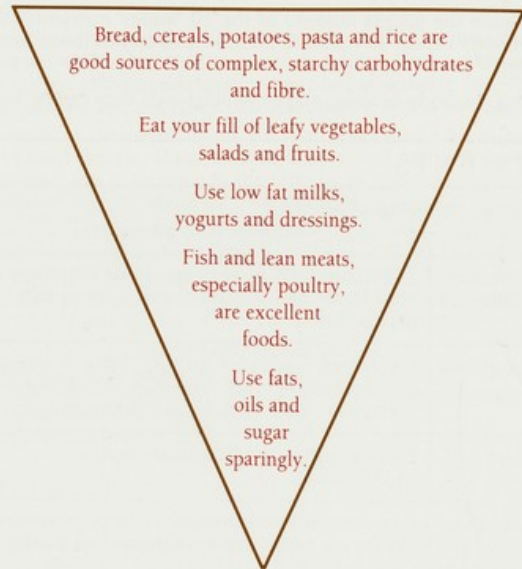 Bread, cereals, potatoes, pasta and rice are
good sources of complex, starchy carbohydrates
and fibre.
Eat your fill of leafy vegetables,
salads and fruits.
Use low fat milks,
yogurts and dressings.
Fish and lean meats,
especially poultry,
are excellent
foods.
Use fats,
oils and
sugar
sparingly.